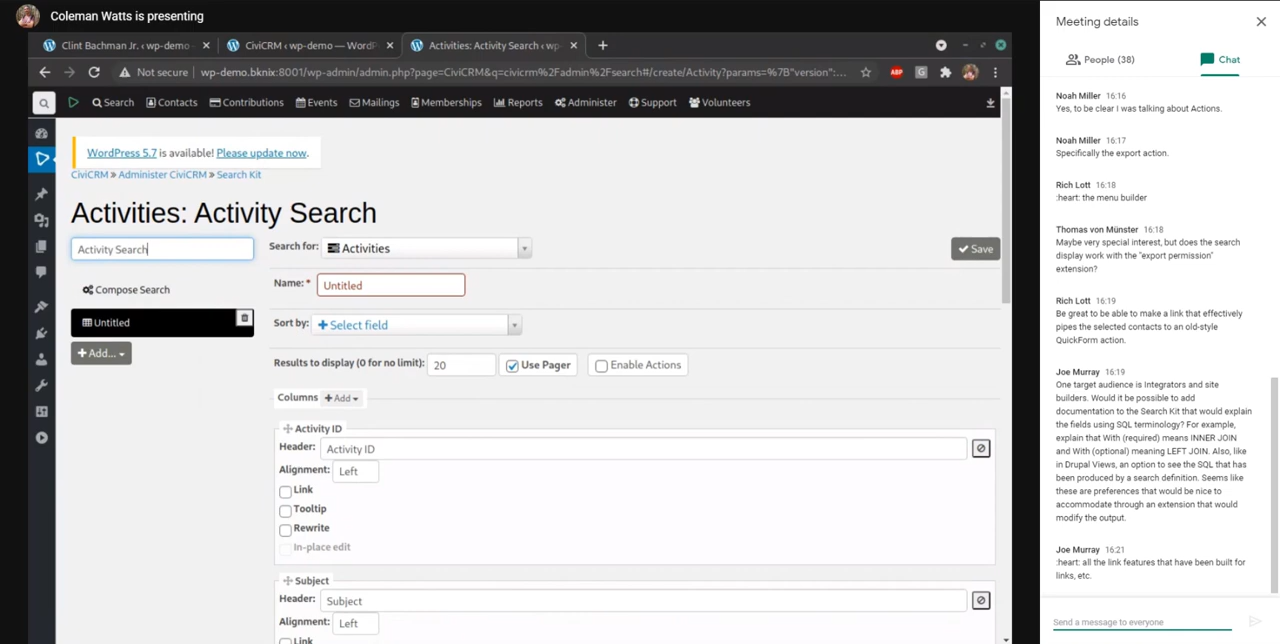 Coleman Watts is presenting
Clint Bachman Jr. ‹ wp-demo
CiviCRM ‹ wp-demo — WordP
Activities: Activity Search ‹ wp
Not secure
wp-demo.bknix:8001/wp-admin/admin.php?page=CiviCRM&q=civicrm%2Fadmin%2Fsearch#/create/Activity?params=%7B"version":...
ABP
G
Search
Contacts
Contributions
Events
Mailings
Memberships
Reports
Administer
Support
Volunteers
WordPress 5.7 is available! Please update now.
CiviCRM » Administer CiviCRM » Search Kit
Activities: Activity Search
Activity Search
Search for:
Activities
Save
Compose Search
Name: *
Untitled
Untitled
Sort by:
Select field
Add...
Results to display (0 for no limit):
20
Use Pager
Enable Actions
Columns
Add
Activity ID
Header:
Activity ID
Alignment:
Left
Link
Tooltip
Rewrite
In-place edit
Subject
Header:
Subject
Alignment:
Left
Link
Meeting details
People (38)
Chat
Noah Miller 16:16
Yes, to be clear I was talking about Actions.
Noah Miller 16:17
Specifically the export action.
Rich Lott 16:18
:heart: the menu builder
Thomas von Münster 16:18
Maybe very special interest, but does the search
display work with the "export permission"
extension?
Rich Lott 16:19
Be great to be able to make a link that effectively
pipes the selected contacts to an old-style
QuickForm action.
Joe Murray 16:19
One target audience is Integrators and site
builders. Would it be possible to add
documentation to the Search Kit that would explain
the fields using SQL terminology? For example,
explain that With (required) means INNER JOIN
and With (optional) meaning LEFT JOIN. Also, like
in Drupal Views, an option to see the SQL that has
been produced by a search definition. Seems like
these are preferences that would be nice to
accommodate through an extension that would
modify the output.
Joe Murray 16:21
:heart: all the link features that have been built for
links, etc.
Send a message to everyone